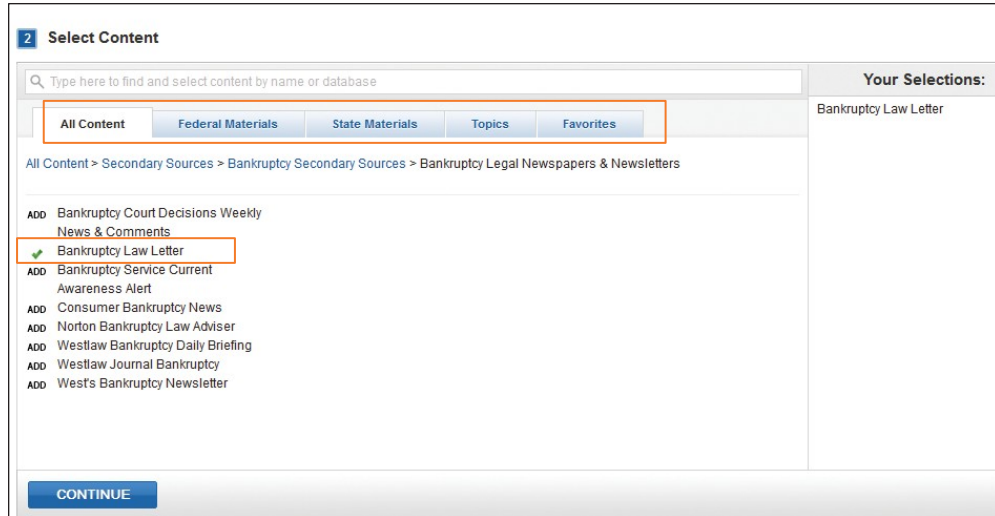 2 Select Content
Type here to find and select content by name or database
Your Selections:
All Content Federal Materials State Materials Topics Favorites
Bankruptcy Law Letter
All Content > Secondary Sources > Bankruptcy Secondary Sources > Bankruptcy Legal Newspapers & Newsletters
ADD Bankruptcy Court Decisions Weekly
News & Comments
Bankruptcy Law Letter
ADD Bankruptcy Service Current
Awareness Alert
ADD Consumer Bankruptcy News
ADD Norton Bankruptcy Law Adviser
ADD Westlaw Bankruptcy Daily Briefing
ADD Westlaw Journal Bankruptcy
ADD West's Bankruptcy Newsletter
CONTINUE